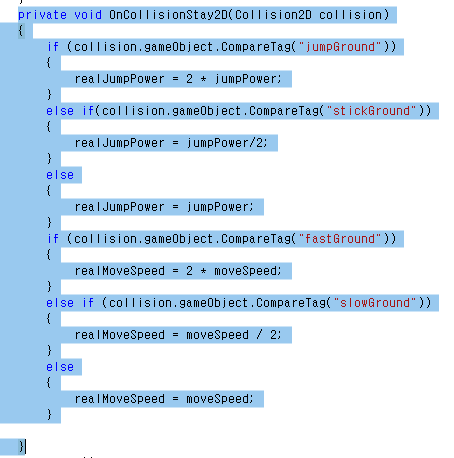 private void OnCollisionStay2D(Collision2D collision)
{
if (collision.gameObject.CompareTag("jumpGround"))
{
realJumpPower = 2 * jumpPower;
}
else if(collision.gameObject.CompareTag("stickGround"))
{
realJumpPower = jumpPower/2;
}
else
{
realJumpPower = jumpPower;
}
if (collision.gameObject.CompareTag("fastGround"))
{
realMoveSpeed = 2 * moveSpeed;
}
else if (collision.gameObject.CompareTag("slowGround"))
{
realMoveSpeed = moveSpeed / 2;
}
else
{
realMoveSpeed = moveSpeed;
}
}